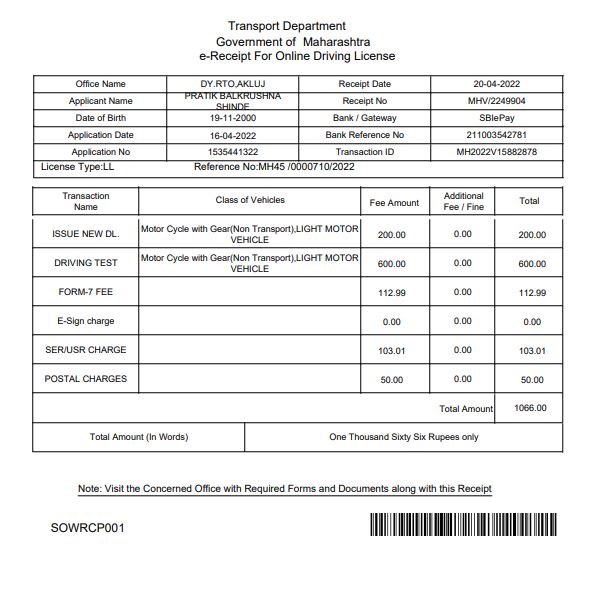 Transport Department
Government of Maharashtra
e-Receipt For Online Driving License
Office Name DY.RTO,AKLUJ Receipt Date 20-04-2022
Applicant Name PRATIK BALKRUSHNA SHINDE Receipt No MHV/2249904
Date of Birth 19-11-2000 Bank / Gateway SBIePay
Application Date 16-04-2022 Bank Reference No 211003542781
Application No 1535441322 Transaction ID MH2022V15882878
License Type:LL Reference No:MH45 /0000710/2022
Transaction Name Class of Vehicles Fee Amount Additional Fee / Fine Total
ISSUE NEW DL. Motor Cycle with Gear(Non Transport),LIGHT MOTOR VEHICLE 200.00 0.00 200.00
DRIVING TEST Motor Cycle with Gear(Non Transport),LIGHT MOTOR VEHICLE 600.00 0.00 600.00
FORM-7 FEE 112.99 0.00 112.99
E-Sign charge 0.00 0.00 0.00
SER/USR CHARGE 103.01 0.00 103.01
POSTAL CHARGES 50.00 0.00 50.00
Total Amount 1066.00
Total Amount (In Words) One Thousand Sixty Six Rupees only
Note: Visit the Concerned Office with Required Forms and Documents along with this Receipt
SOWRCP001